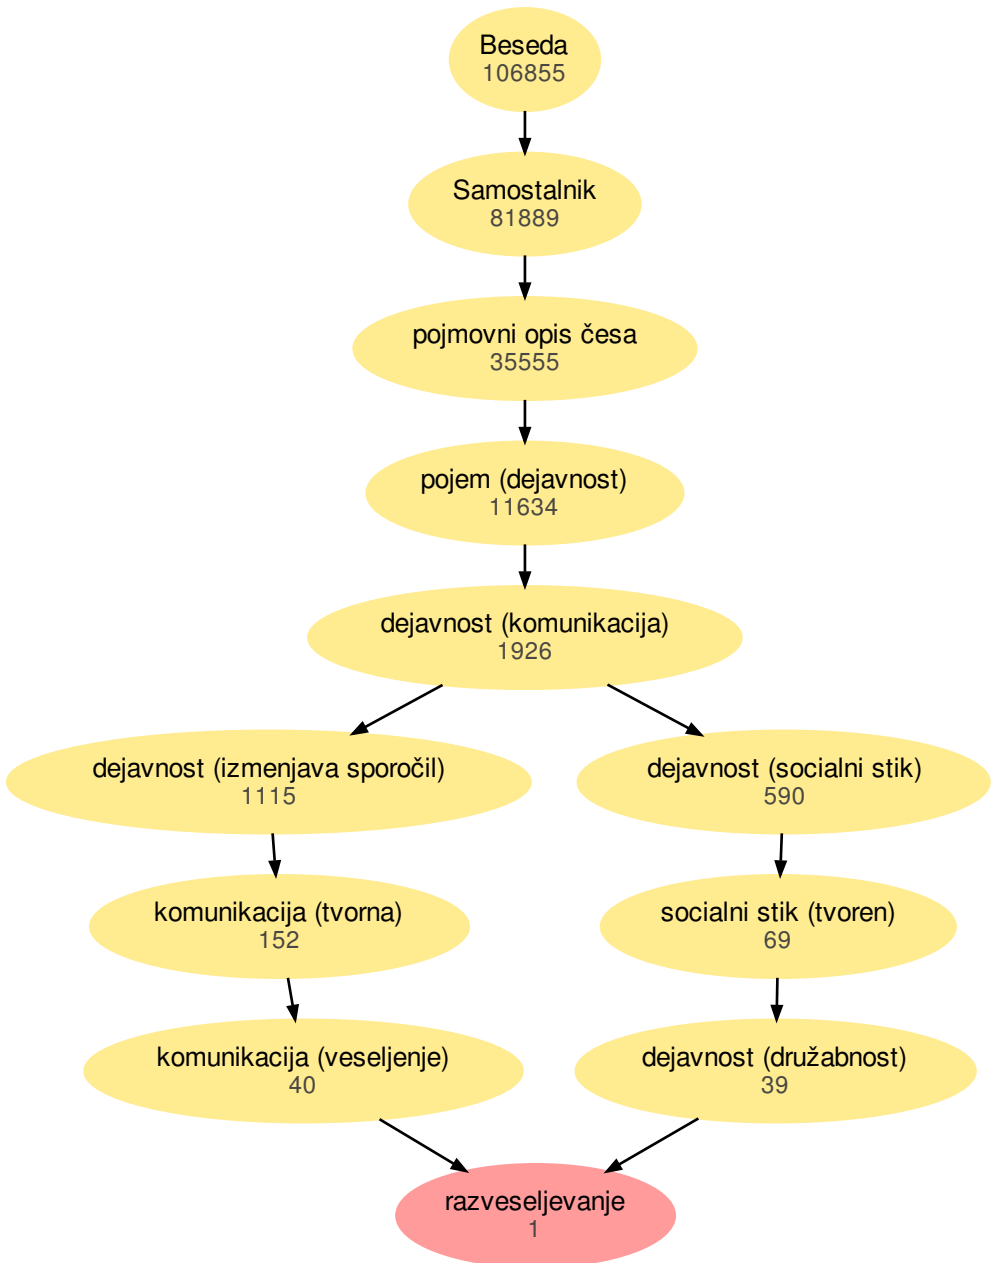 Beseda
106855
Samostalnik
81889
pojmovni opis česa
35555
pojem (dejavnost)
11634
dejavnost (komunikacija)
1926
dejavnost (izmenjava sporočil)
1115
dejavnost (socialni stik)
590
komunikacija (tvorna)
152
socialni stik (tvoren)
69
komunikacija (veseljenje)
40
dejavnost (družabnost)
39
razveseljevanje
1